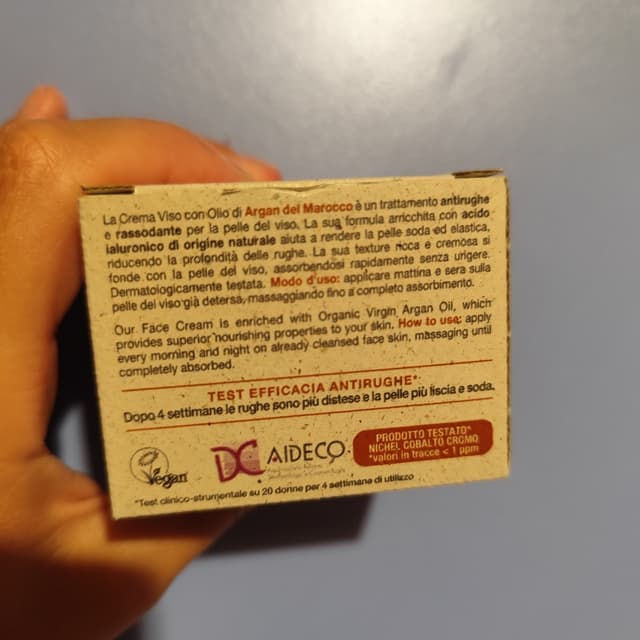 La Crema Viso con Olio di Argan del Marocco è un trattamento antirughe
e rassodante per la pelle del viso. La sua formula arricchita con acido
ialuronico di origine naturale aiuta a rendere la pelle soda ed elastica,
riducendo la profondità delle rughe. La sua texture ricca e cremosa si
fonde con la pelle del viso, assorbendosi rapidamente senza ungere.
Dermatologicamente testata. Modo d'uso: applicare mattina e sera sulla
pelle del viso già detersa, massaggiando fino a completo assorbimento.
Our Face Cream is enriched with Organic Virgin Argan Oil, which
provides superior nourishing properties to your skin. How to use: apply
every morning and night on already cleansed face skin, massaging until
completely absorbed.
TEST EFFICACIA ANTIRUGHE*
Dopo 4 settimane le rughe sono più distese e la pelle più liscia e soda.
Vegan
DC AIDECO
PRODOTTO TESTATO*
NICHEL COBALTO CROMO
*valori in tracce < 1 ppm
*Test clinico-strumentale su 20 donne per 4 settimane di utilizzo